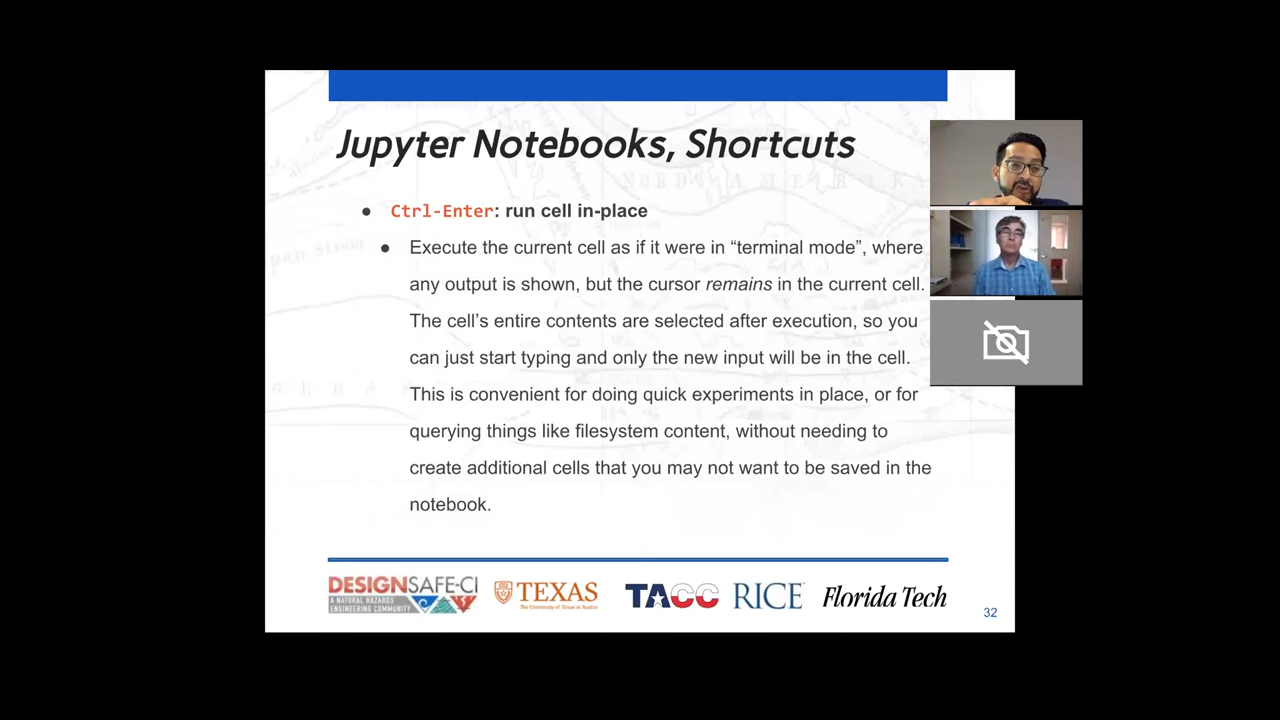 Jupyter Notebooks, Shortcuts
● Ctrl-Enter: run cell in-place
● Execute the current cell as if it were in “terminal mode”, where
any output is shown, but the cursor remains in the current cell.
The cell’s entire contents are selected after execution, so you
can just start typing and only the new input will be in the cell.
This is convenient for doing quick experiments in place, or for
querying things like filesystem content, without needing to
create additional cells that you may not want to be saved in the
notebook.
DESIGNSAFE-CI
A NATURAL HAZARDS
ENGINEERING COMMUNITY
TEXAS
The University of Texas at Austin
TACC
RICE
Florida Tech
32